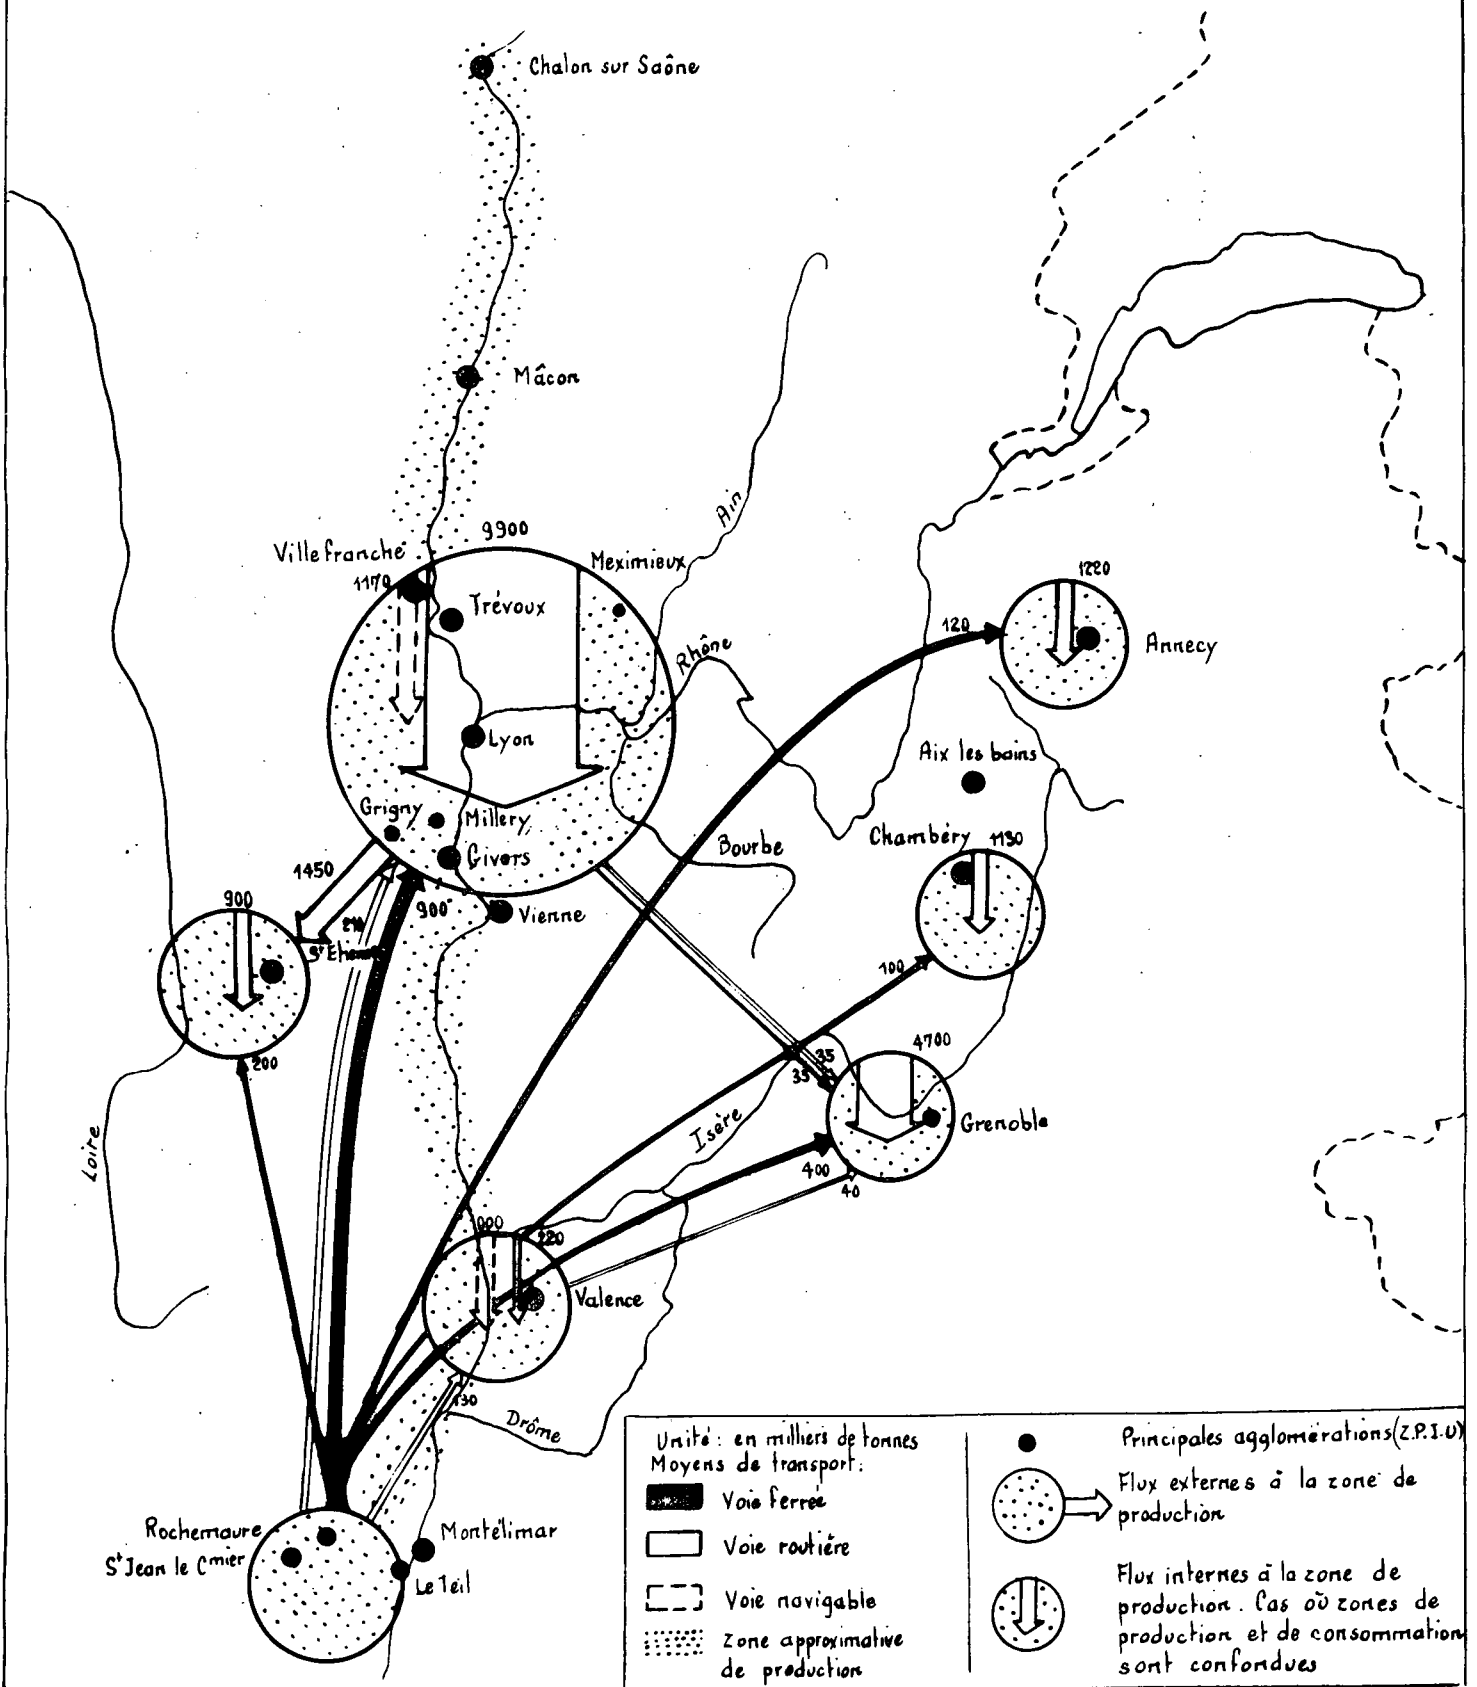 Chalon sur Saône
Mâcon
Ain
9900
Villefranche
Meximieux
1170
Trévoux
1220
120
Annecy
Rhône
Lyon
Aix les bains
Grigny
Millery
Chambéry
1130
Givors
Bourbe
1450
900
900
Vienne
210
100
200
4700
35
35
Loire
Isère
Grenoble
400
40
220
Valence
130
Drôme
Rochemaure
St Jean le Cmier
Montélimar
Le Teil
Unité: en milliers de tonnes
Moyens de transport:
Voie ferrée
Voie routière
Voie navigable
Zone approximative
de production
Principales agglomérations (Z.P.I.U)
Flux externes à la zone de
production
Flux internes à la zone de
production. Cas où zones de
production et de consommation
sont confondues